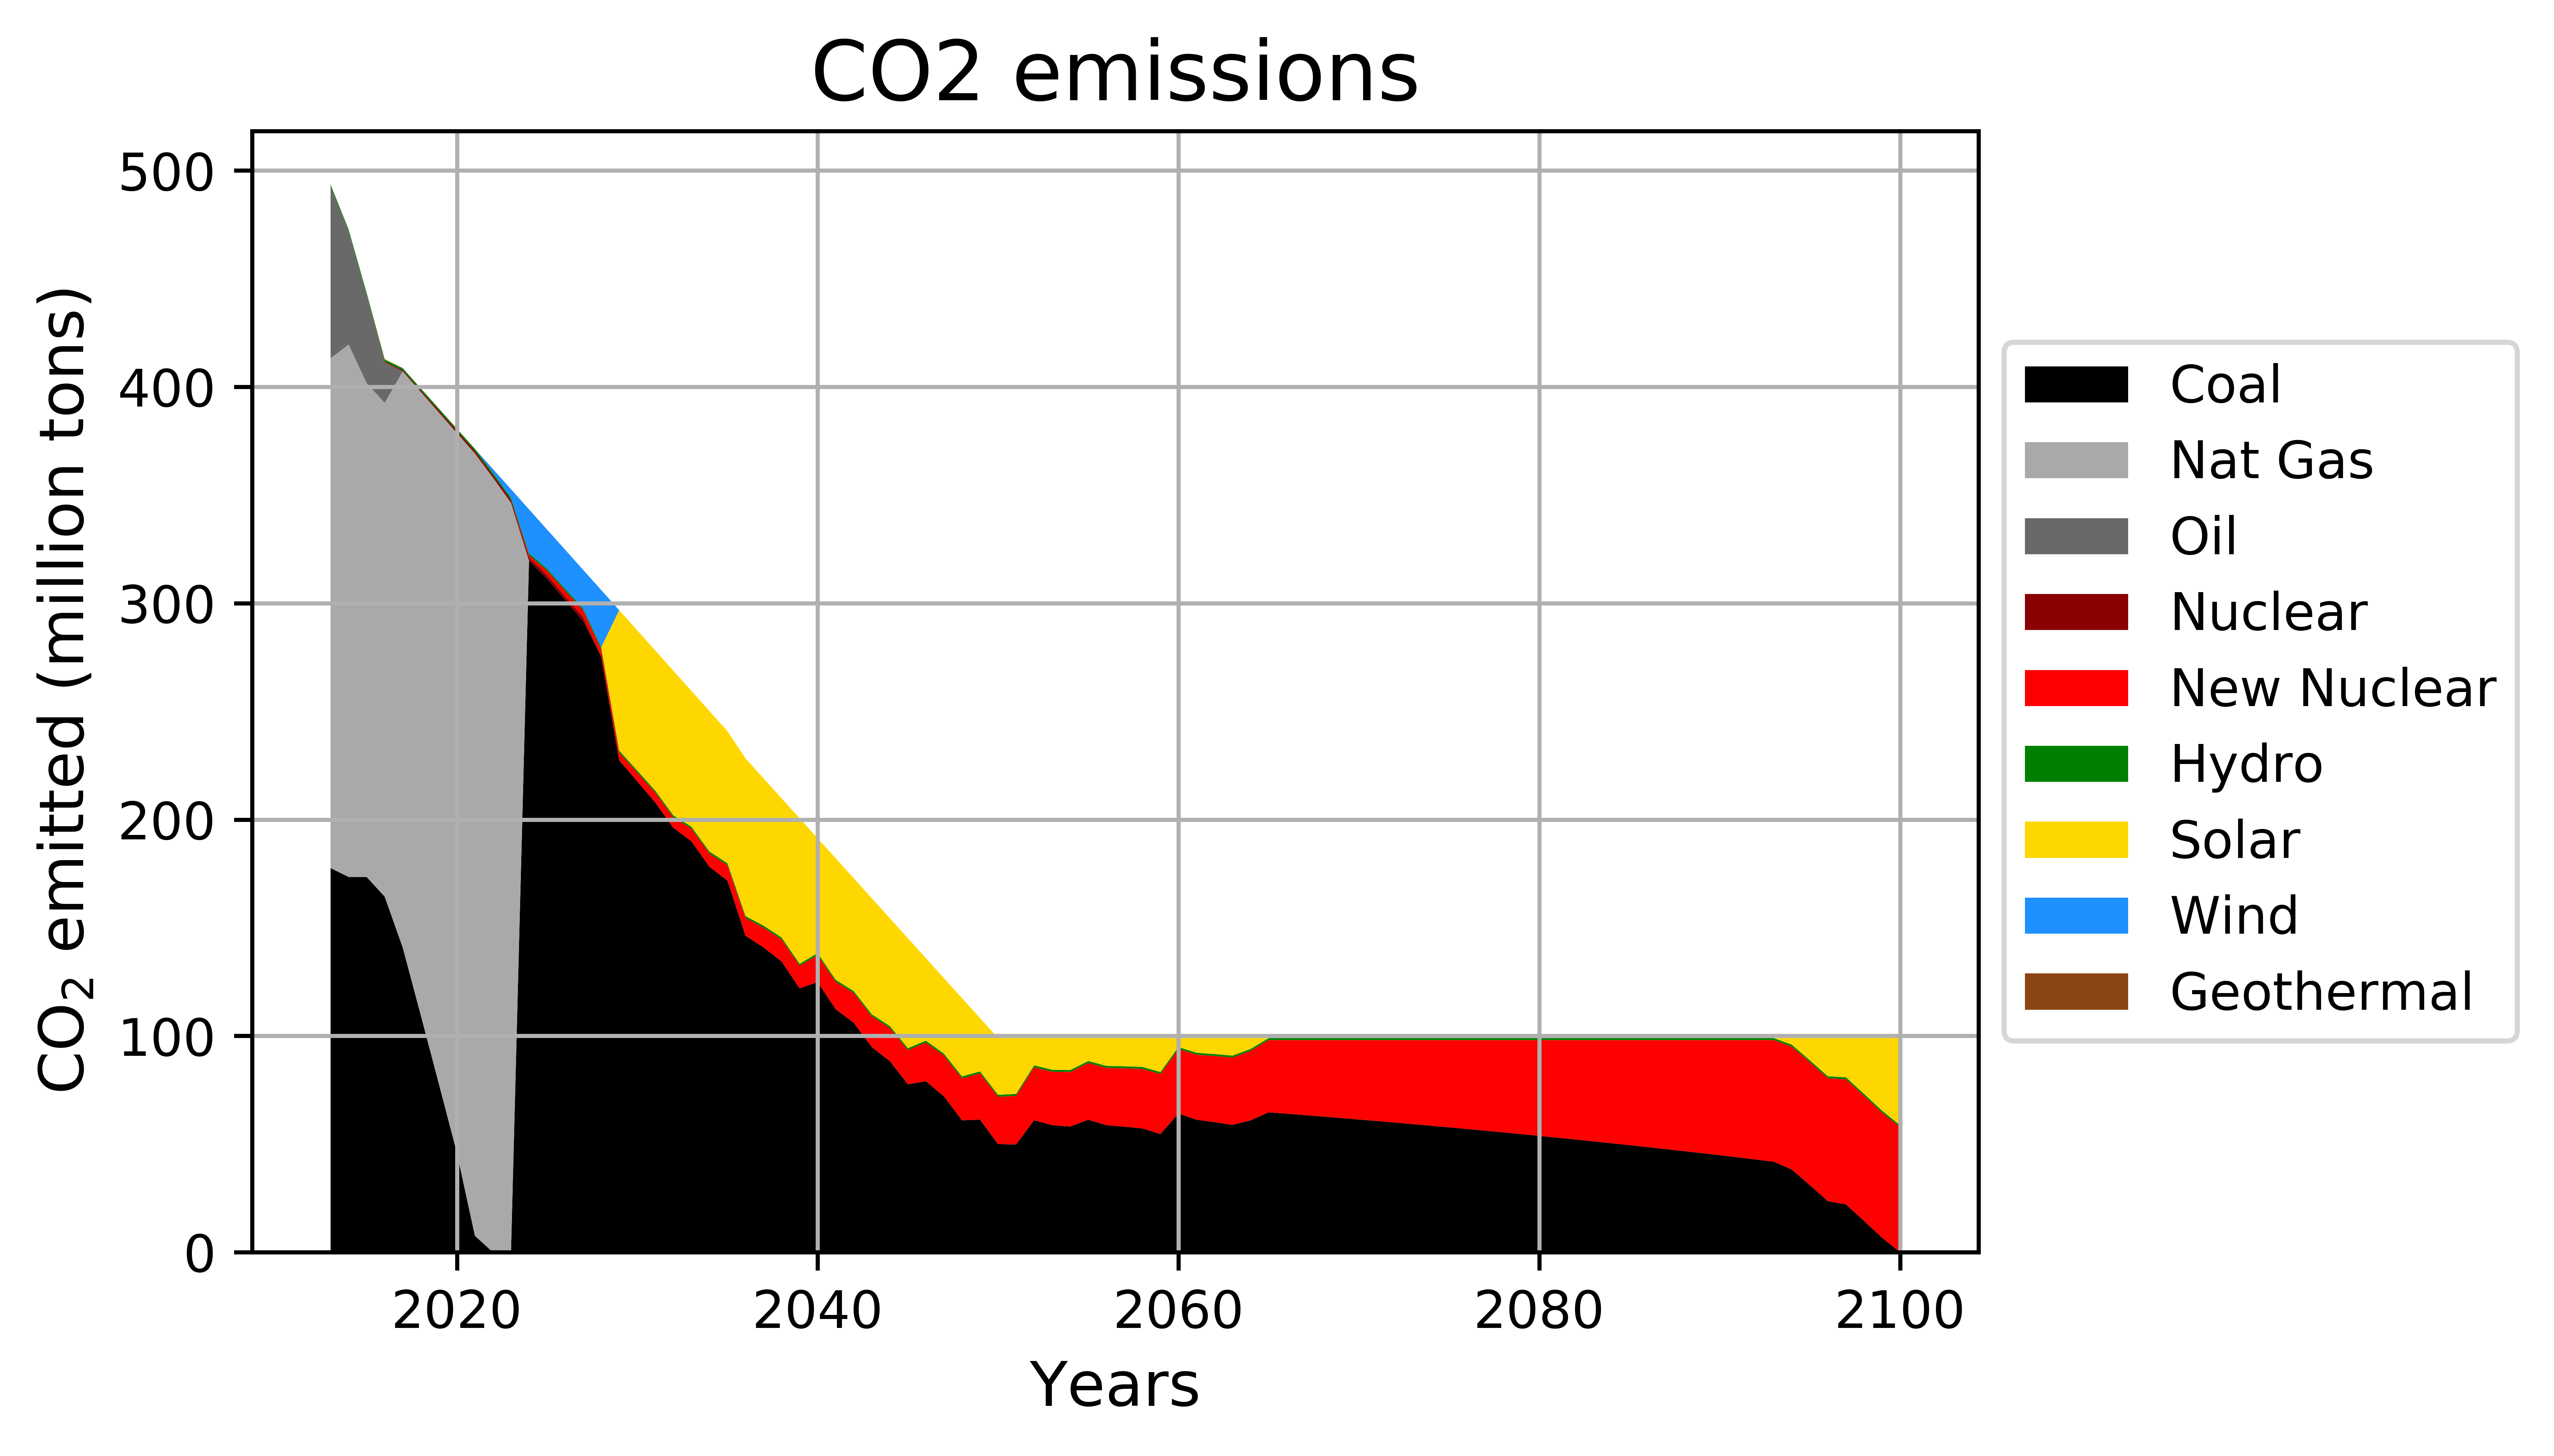 CO2 emissions
CO₂ emitted (million tons)
500
400
300
200
100
0
2020 2040 2060 2080 2100
Years
Coal
Nat Gas
Oil
Nuclear
New Nuclear
Hydro
Solar
Wind
Geothermal